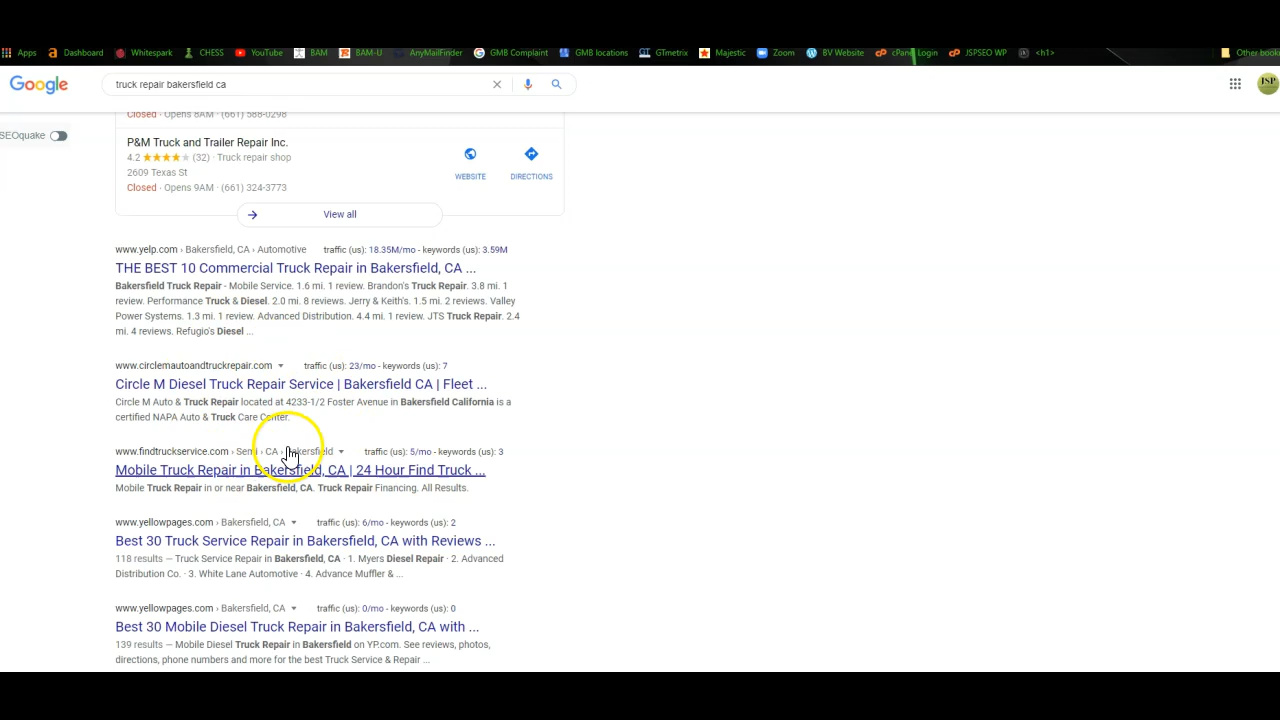 Apps Dashboard Whitespark CHESS YouTube BAM BAM-U AnyMailFinder GMB Complaint GMB locations GTmetrix Majestic Zoom BV Website cPanel Login JSPSEO WP <h1> Other book
Google truck repair bakersfield ca JSP
Closed · Opens 8AM · (661) 588-0298
SEOquake
P&M Truck and Trailer Repair Inc.
4.2 (32) · Truck repair shop
2609 Texas St
WEBSITE DIRECTIONS
Closed · Opens 9AM · (661) 324-3773
View all
www.yelp.com › Bakersfield, CA › Automotive traffic (us): 18.35M/mo - keywords (us): 3.59M
THE BEST 10 Commercial Truck Repair in Bakersfield, CA ...
Bakersfield Truck Repair - Mobile Service. 1.6 mi. 1 review. Brandon's Truck Repair. 3.8 mi. 1
review. Performance Truck & Diesel. 2.0 mi. 8 reviews. Jerry & Keith's. 1.5 mi. 2 reviews. Valley
Power Systems. 1.3 mi. 1 review. Advanced Distribution. 4.4 mi. 1 review. JTS Truck Repair. 2.4
mi. 4 reviews. Refugio's Diesel ...
www.circlemautoandtruckrepair.com traffic (us): 23/mo - keywords (us): 7
Circle M Diesel Truck Repair Service | Bakersfield CA | Fleet ...
Circle M Auto & Truck Repair located at 4233-1/2 Foster Avenue in Bakersfield California is a
certified NAPA Auto & Truck Care Center.
www.findtruckservice.com › Semi › CA › Bakersfield traffic (us): 5/mo - keywords (us): 3
Mobile Truck Repair in Bakersfield, CA | 24 Hour Find Truck ...
Mobile Truck Repair in or near Bakersfield, CA. Truck Repair Financing. All Results.
www.yellowpages.com › Bakersfield, CA traffic (us): 6/mo - keywords (us): 2
Best 30 Truck Service Repair in Bakersfield, CA with Reviews ...
118 results — Truck Service Repair in Bakersfield, CA · 1. Myers Diesel Repair · 2. Advanced
Distribution Co. · 3. White Lane Automotive · 4. Advance Muffler & ...
www.yellowpages.com › Bakersfield, CA traffic (us): 0/mo - keywords (us): 0
Best 30 Mobile Diesel Truck Repair in Bakersfield, CA with ...
139 results — Mobile Diesel Truck Repair in Bakersfield on YP.com. See reviews, photos,
directions, phone numbers and more for the best Truck Service & Repair ...